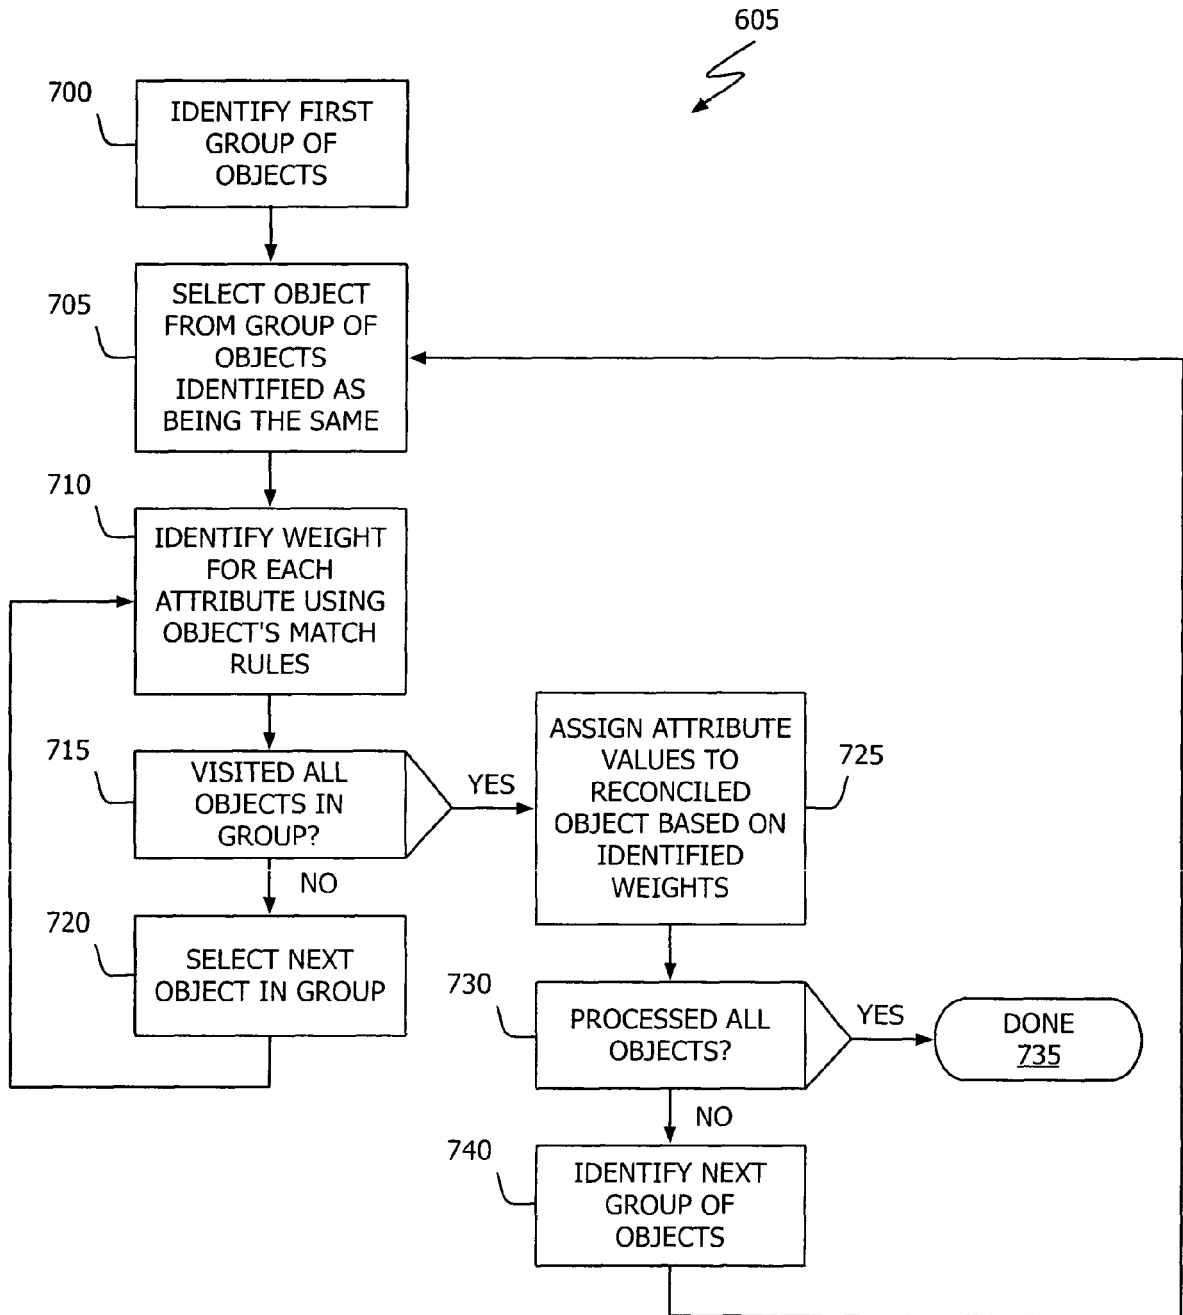 605
700
IDENTIFY FIRST
GROUP OF
OBJECTS
705
SELECT OBJECT
FROM GROUP OF
OBJECTS
IDENTIFIED AS
BEING THE SAME
710
IDENTIFY WEIGHT
FOR EACH
ATTRIBUTE USING
OBJECT'S MATCH
RULES
715
VISITED ALL
OBJECTS IN
GROUP?
YES
NO
720
SELECT NEXT
OBJECT IN GROUP
725
ASSIGN ATTRIBUTE
VALUES TO
RECONCILED
OBJECT BASED ON
IDENTIFIED
WEIGHTS
730
PROCESSED ALL
OBJECTS?
YES
DONE
735
NO
740
IDENTIFY NEXT
GROUP OF
OBJECTS